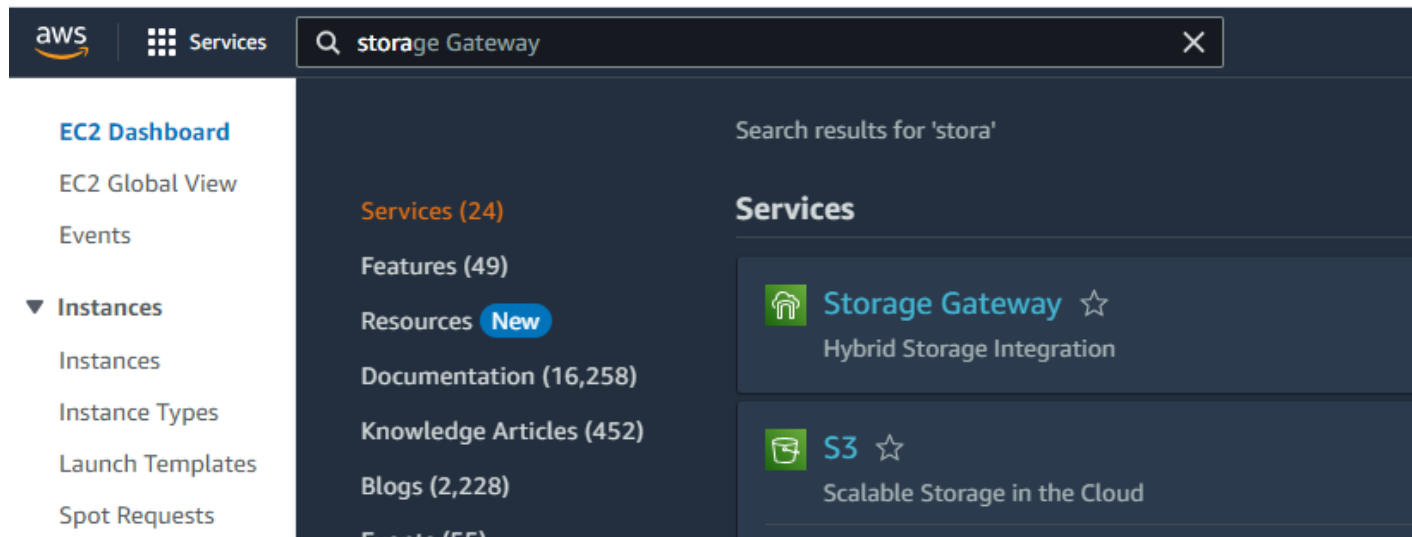 aws
Services
storage Gateway
EC2 Dashboard
EC2 Global View
Events
Instances
Instances
Instance Types
Launch Templates
Spot Requests
Services (24)
Features (49)
Resources New
Documentation (16,258)
Knowledge Articles (452)
Blogs (2,228)
Events (55)
Search results for 'stora'
Services
Storage Gateway
Hybrid Storage Integration
S3
Scalable Storage in the Cloud